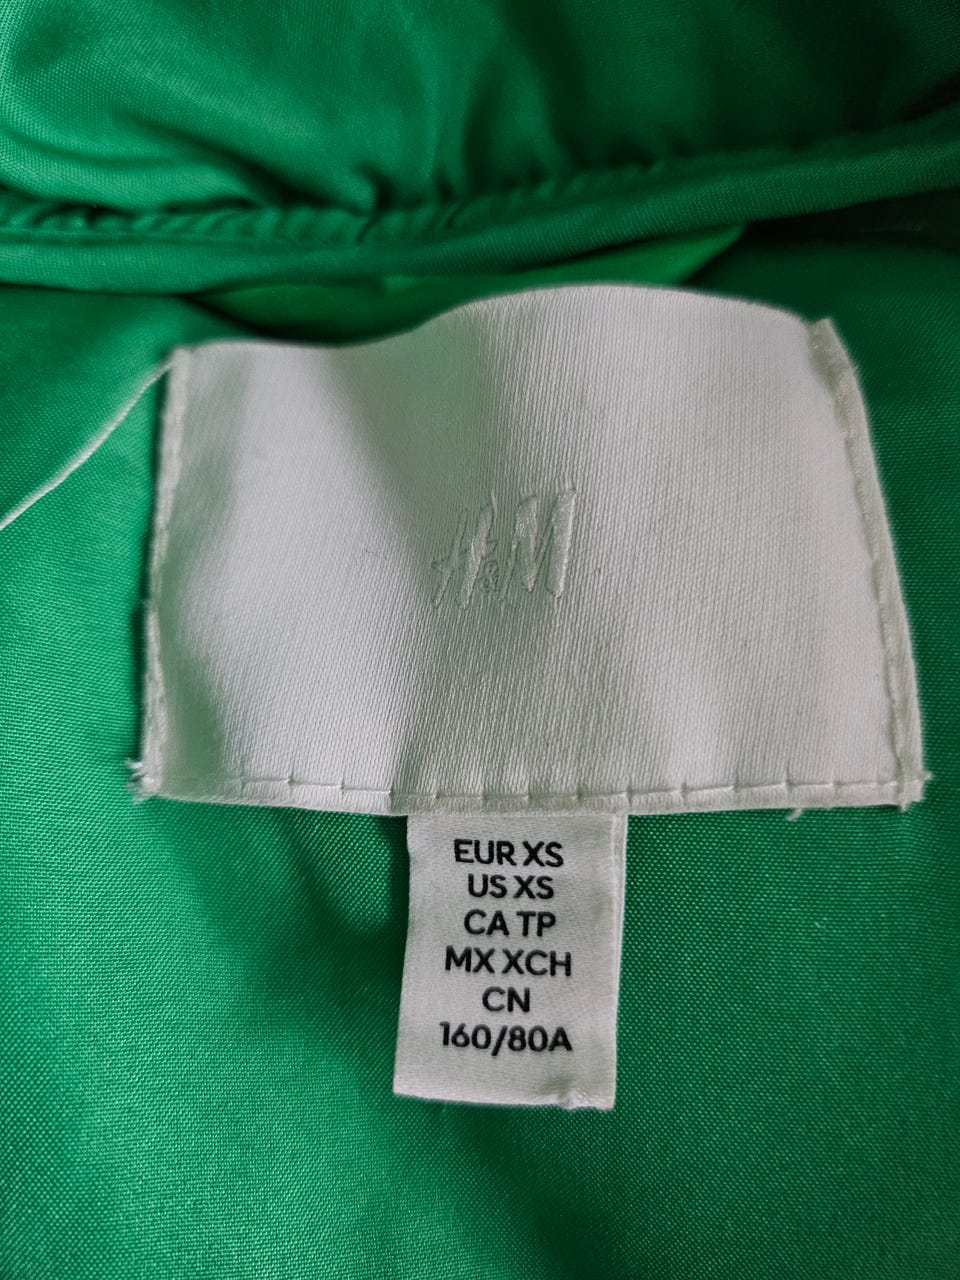 H&M
EUR XS
US XS
CA TP
MX XCH
CN
160/80A